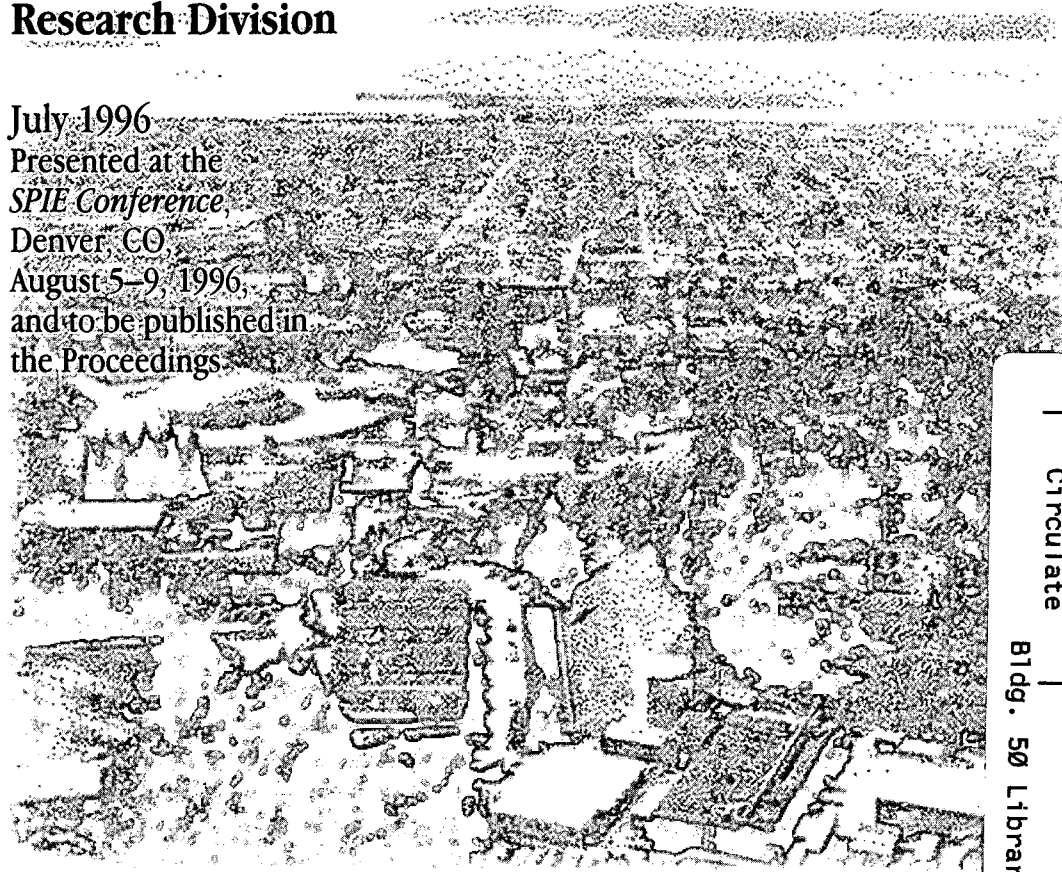 Research Division
July 1996
Presented at the
SPIE Conference,
Denver, CO,
August 5–9, 1996,
and to be published in
the Proceedings
Circulate
Bldg. 50